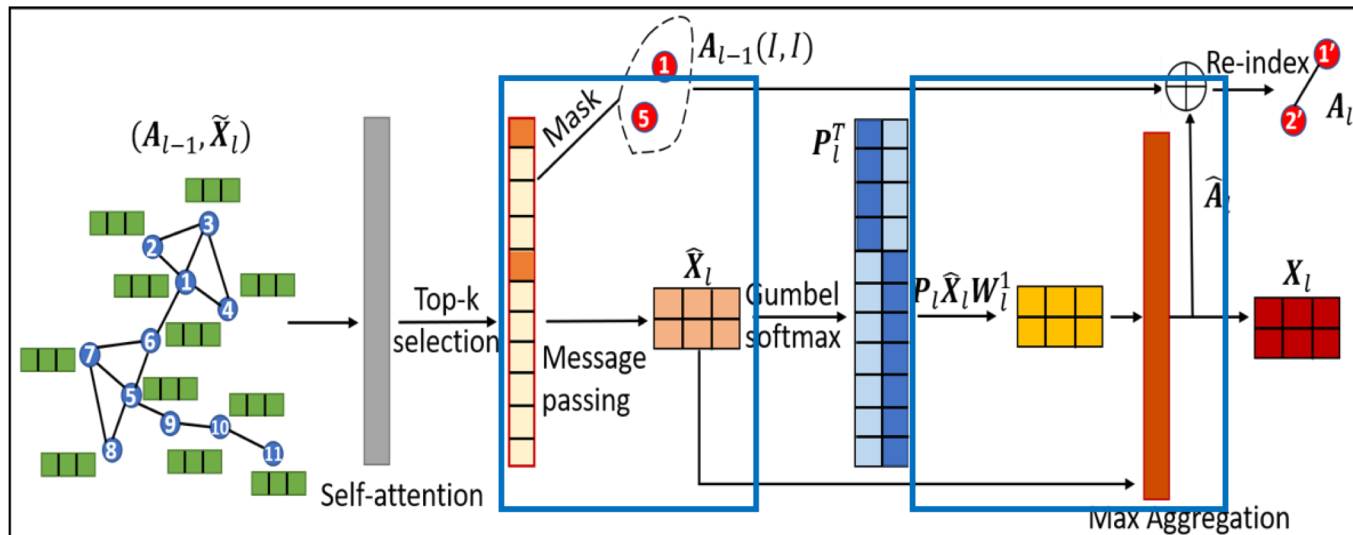 A_{l-1}(I, I)
1
5
Mask
Re-index
1'
2'
A_l
(A_{l-1}, X̃_l)
P_l^T
Â_l
3
2
1
4
6
7
5
9
10
11
8
Top-k
selection
X̂_l
Message
passing
Gumbel
softmax
P_l X̂_l W_l^1
X_l
Self-attention
Max Aggregation